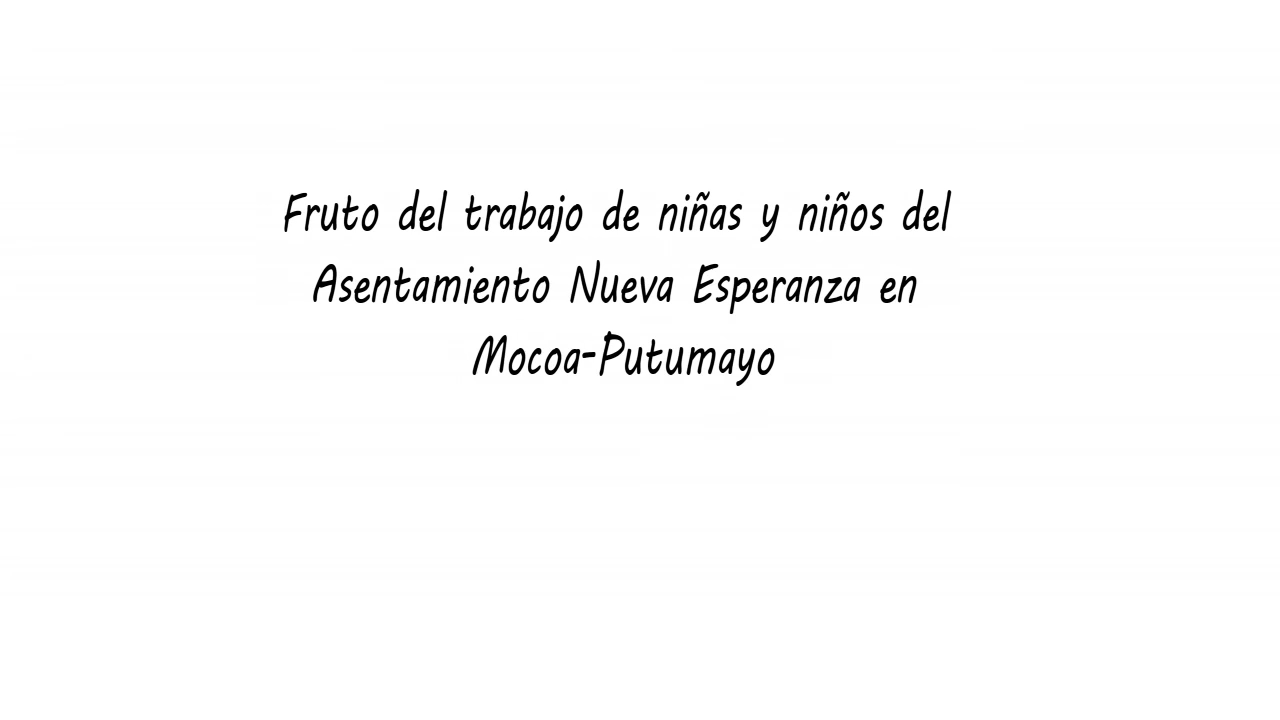 Fruto del trabajo de niñas y niños del
Asentamiento Nueva Esperanza en
Mocoa-Putumayo